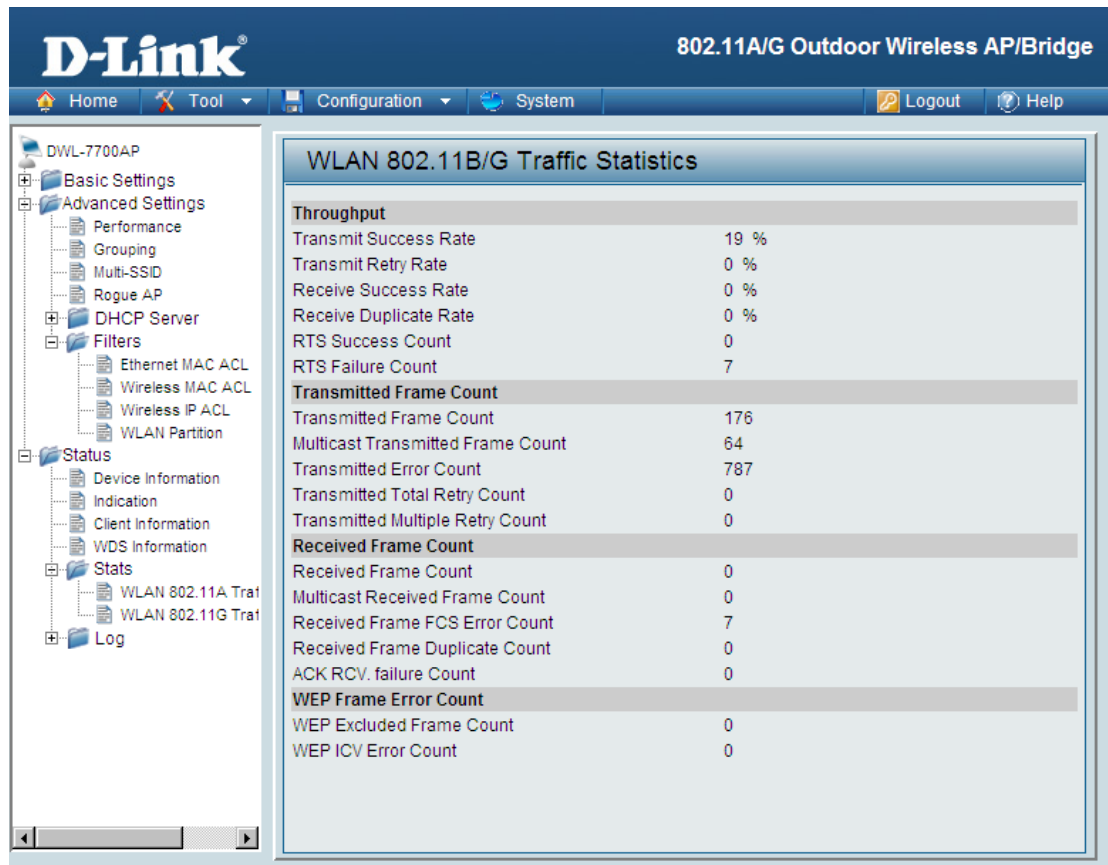 D-Link®
802.11A/G Outdoor Wireless AP/Bridge
Home Tool Configuration System Logout Help
DWL-7700AP
Basic Settings
Advanced Settings
Performance
Grouping
Multi-SSID
Rogue AP
DHCP Server
Filters
Ethernet MAC ACL
Wireless MAC ACL
Wireless IP ACL
WLAN Partition
Status
Device Information
Indication
Client Information
WDS Information
Stats
WLAN 802.11A Traf
WLAN 802.11G Traf
Log
WLAN 802.11B/G Traffic Statistics
Throughput
Transmit Success Rate 19 %
Transmit Retry Rate 0 %
Receive Success Rate 0 %
Receive Duplicate Rate 0 %
RTS Success Count 0
RTS Failure Count 7
Transmitted Frame Count
Transmitted Frame Count 176
Multicast Transmitted Frame Count 64
Transmitted Error Count 787
Transmitted Total Retry Count 0
Transmitted Multiple Retry Count 0
Received Frame Count
Received Frame Count 0
Multicast Received Frame Count 0
Received Frame FCS Error Count 7
Received Frame Duplicate Count 0
ACK RCV. failure Count 0
WEP Frame Error Count
WEP Excluded Frame Count 0
WEP ICV Error Count 0